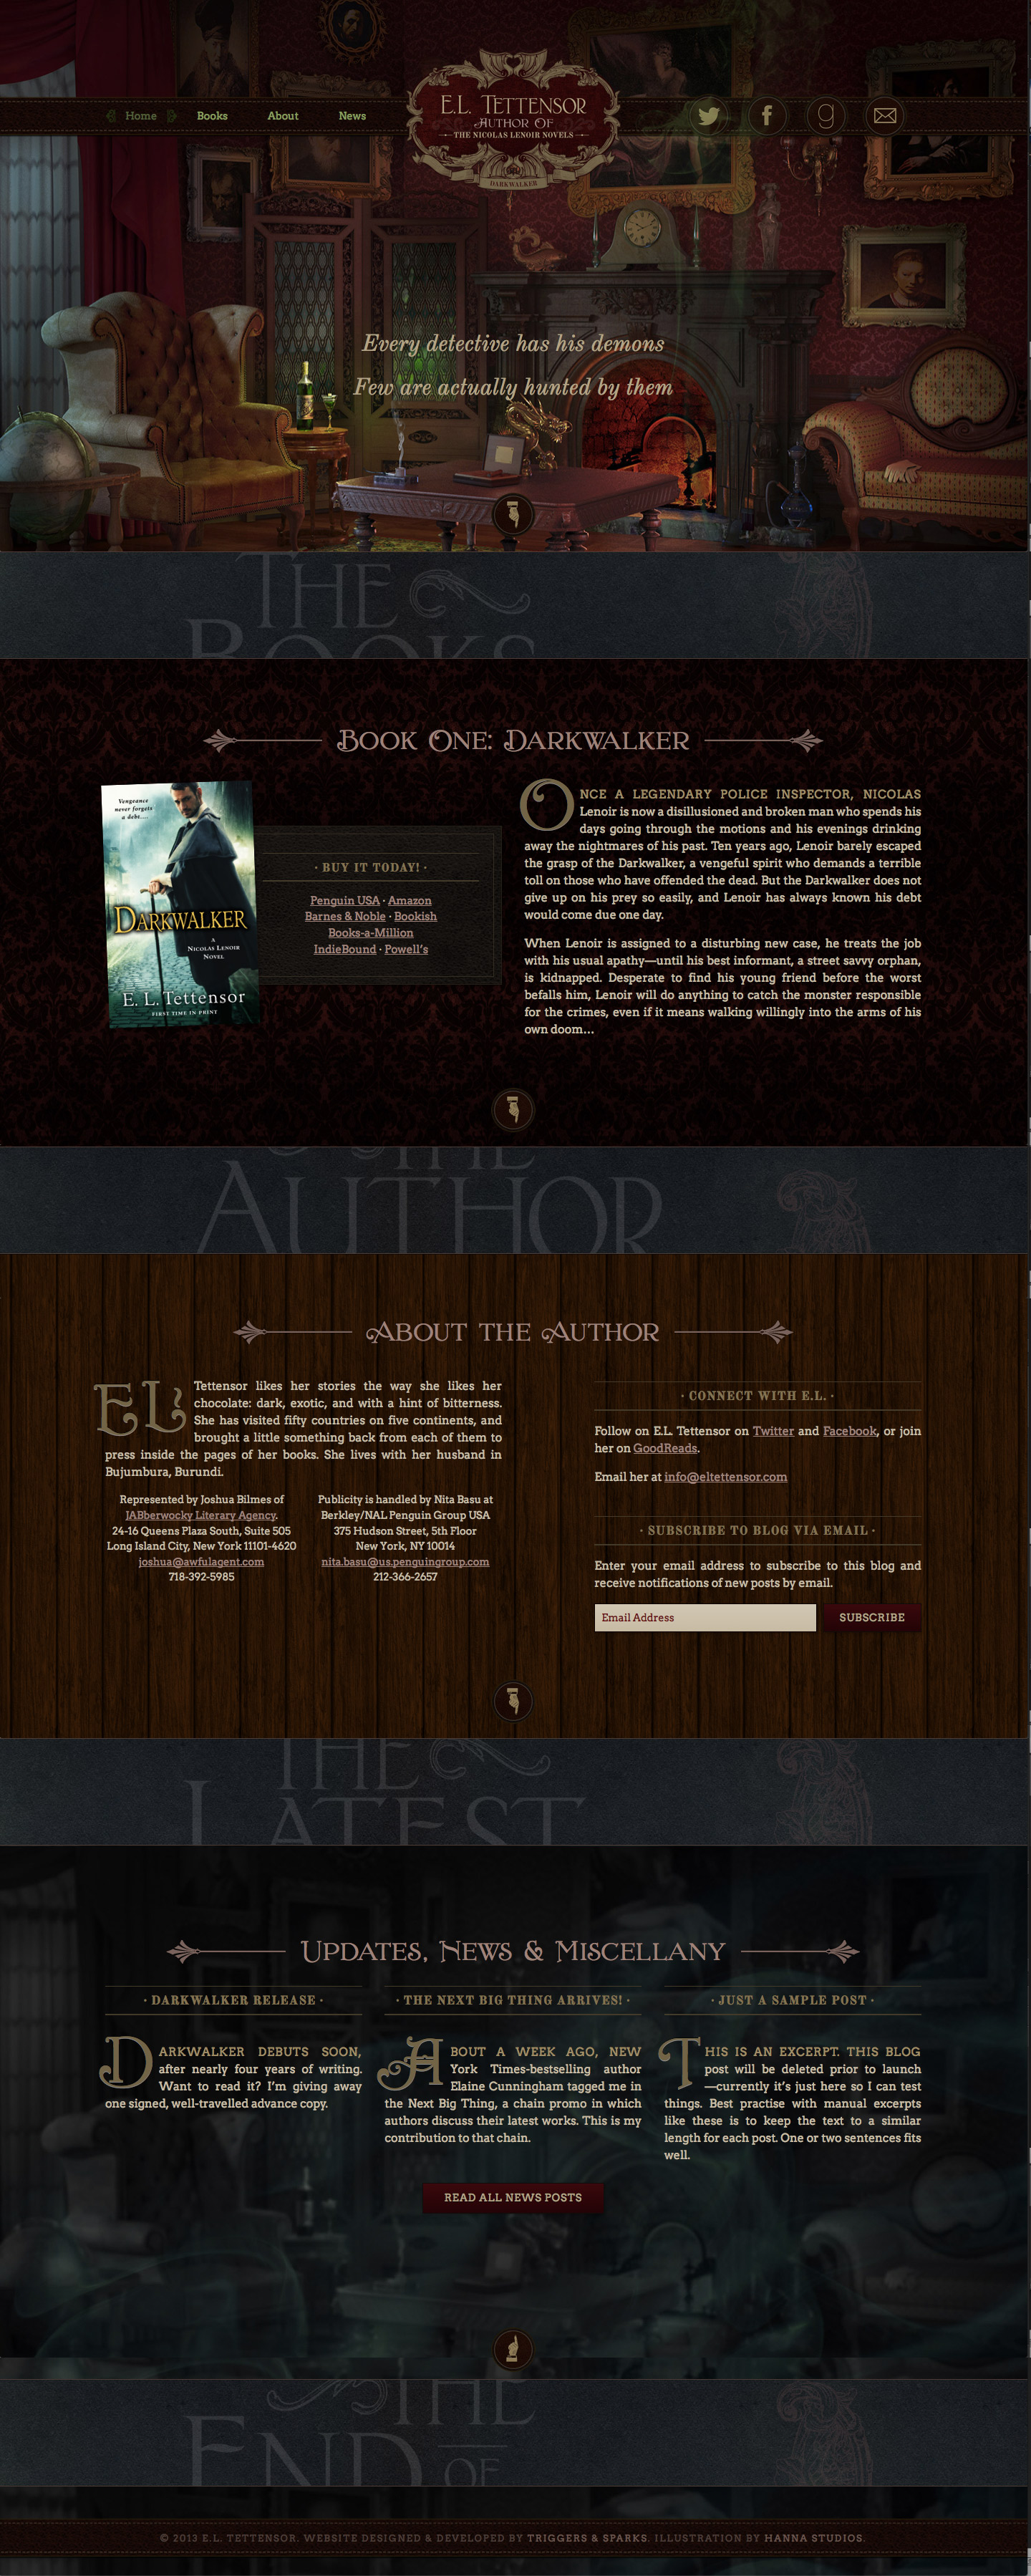 Home
Books
About
News
E.L. TETTENSOR
AUTHOR OF
THE NICOLAS LENOIR NOVELS
DARKWALKER
Every detective has his demons
Few are actually hunted by them
THE
BOOKS
BOOK ONE: DARKWALKER
Vengeance
never forgets
a debt....
DARKWALKER
A
NICOLAS LENOIR
NOVEL
E. L. Tettensor
FIRST TIME IN PRINT
· BUY IT TODAY! ·
Penguin USA · Amazon
Barnes & Noble · Bookish
Books-a-Million
IndieBound · Powell's
ONCE A LEGENDARY POLICE INSPECTOR, NICOLAS
Lenoir is now a disillusioned and broken man who spends his
days going through the motions and his evenings drinking
away the nightmares of his past. Ten years ago, Lenoir barely escaped
the grasp of the Darkwalker, a vengeful spirit who demands a terrible
toll on those who have offended the dead. But the Darkwalker does not
give up on his prey so easily, and Lenoir has always known his debt
would come due one day.
When Lenoir is assigned to a disturbing new case, he treats the job
with his usual apathy—until his best informant, a street savvy orphan,
is kidnapped. Desperate to find his young friend before the worst
befalls him, Lenoir will do anything to catch the monster responsible
for the crimes, even if it means walking willingly into the arms of his
own doom...
THE
AUTHOR
ABOUT THE AUTHOR
EL Tettensor likes her stories the way she likes her
chocolate: dark, exotic, and with a hint of bitterness.
She has visited fifty countries on five continents, and
brought a little something back from each of them to
press inside the pages of her books. She lives with her husband in
Bujumbura, Burundi.
Represented by Joshua Bilmes of
JABberwocky Literary Agency.
24-16 Queens Plaza South, Suite 505
Long Island City, New York 11101-4620
joshua@awfulagent.com
718-392-5985
Publicity is handled by Nita Basu at
Berkley/NAL Penguin Group USA
375 Hudson Street, 5th Floor
New York, NY 10014
nita.basu@us.penguingroup.com
212-366-2657
· CONNECT WITH E.L. ·
Follow on E.L. Tettensor on Twitter and Facebook, or join
her on GoodReads.
Email her at info@eltettensor.com
· SUBSCRIBE TO BLOG VIA EMAIL ·
Enter your email address to subscribe to this blog and
receive notifications of new posts by email.
Email Address
SUBSCRIBE
THE
LATEST
UPDATES, NEWS & MISCELLANY
· DARKWALKER RELEASE ·
DARKWALKER DEBUTS SOON,
after nearly four years of writing.
Want to read it? I'm giving away
one signed, well-travelled advance copy.
· THE NEXT BIG THING ARRIVES! ·
ABOUT A WEEK AGO, NEW
York Times-bestselling author
Elaine Cunningham tagged me in
the Next Big Thing, a chain promo in which
authors discuss their latest works. This is my
contribution to that chain.
· JUST A SAMPLE POST ·
THIS IS AN EXCERPT. THIS BLOG
post will be deleted prior to launch
—currently it's just here so I can test
things. Best practise with manual excerpts
like these is to keep the text to a similar
length for each post. One or two sentences fits
well.
READ ALL NEWS POSTS
THE
END OF
© 2013 E.L. TETTENSOR. WEBSITE DESIGNED & DEVELOPED BY TRIGGERS & SPARKS. ILLUSTRATION BY HANNA STUDIOS.